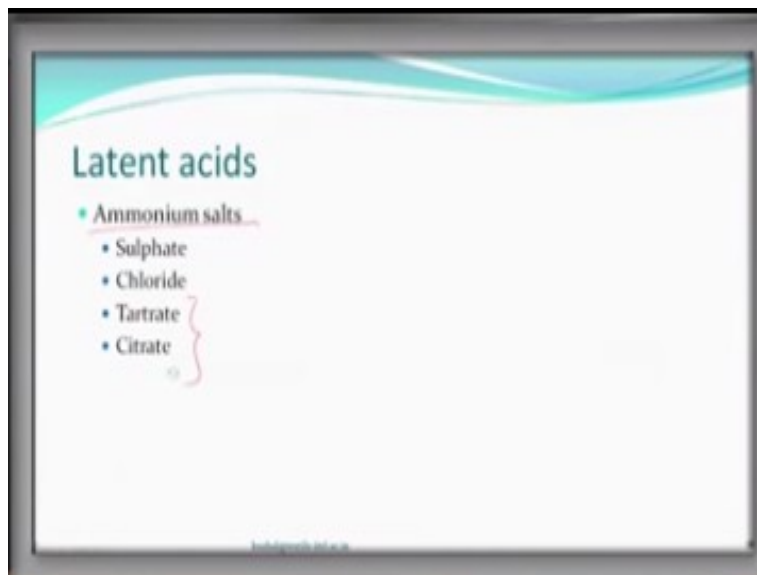 Latent acids
• Ammonium salts
• Sulphate
• Chloride
• Tartrate
• Citrate